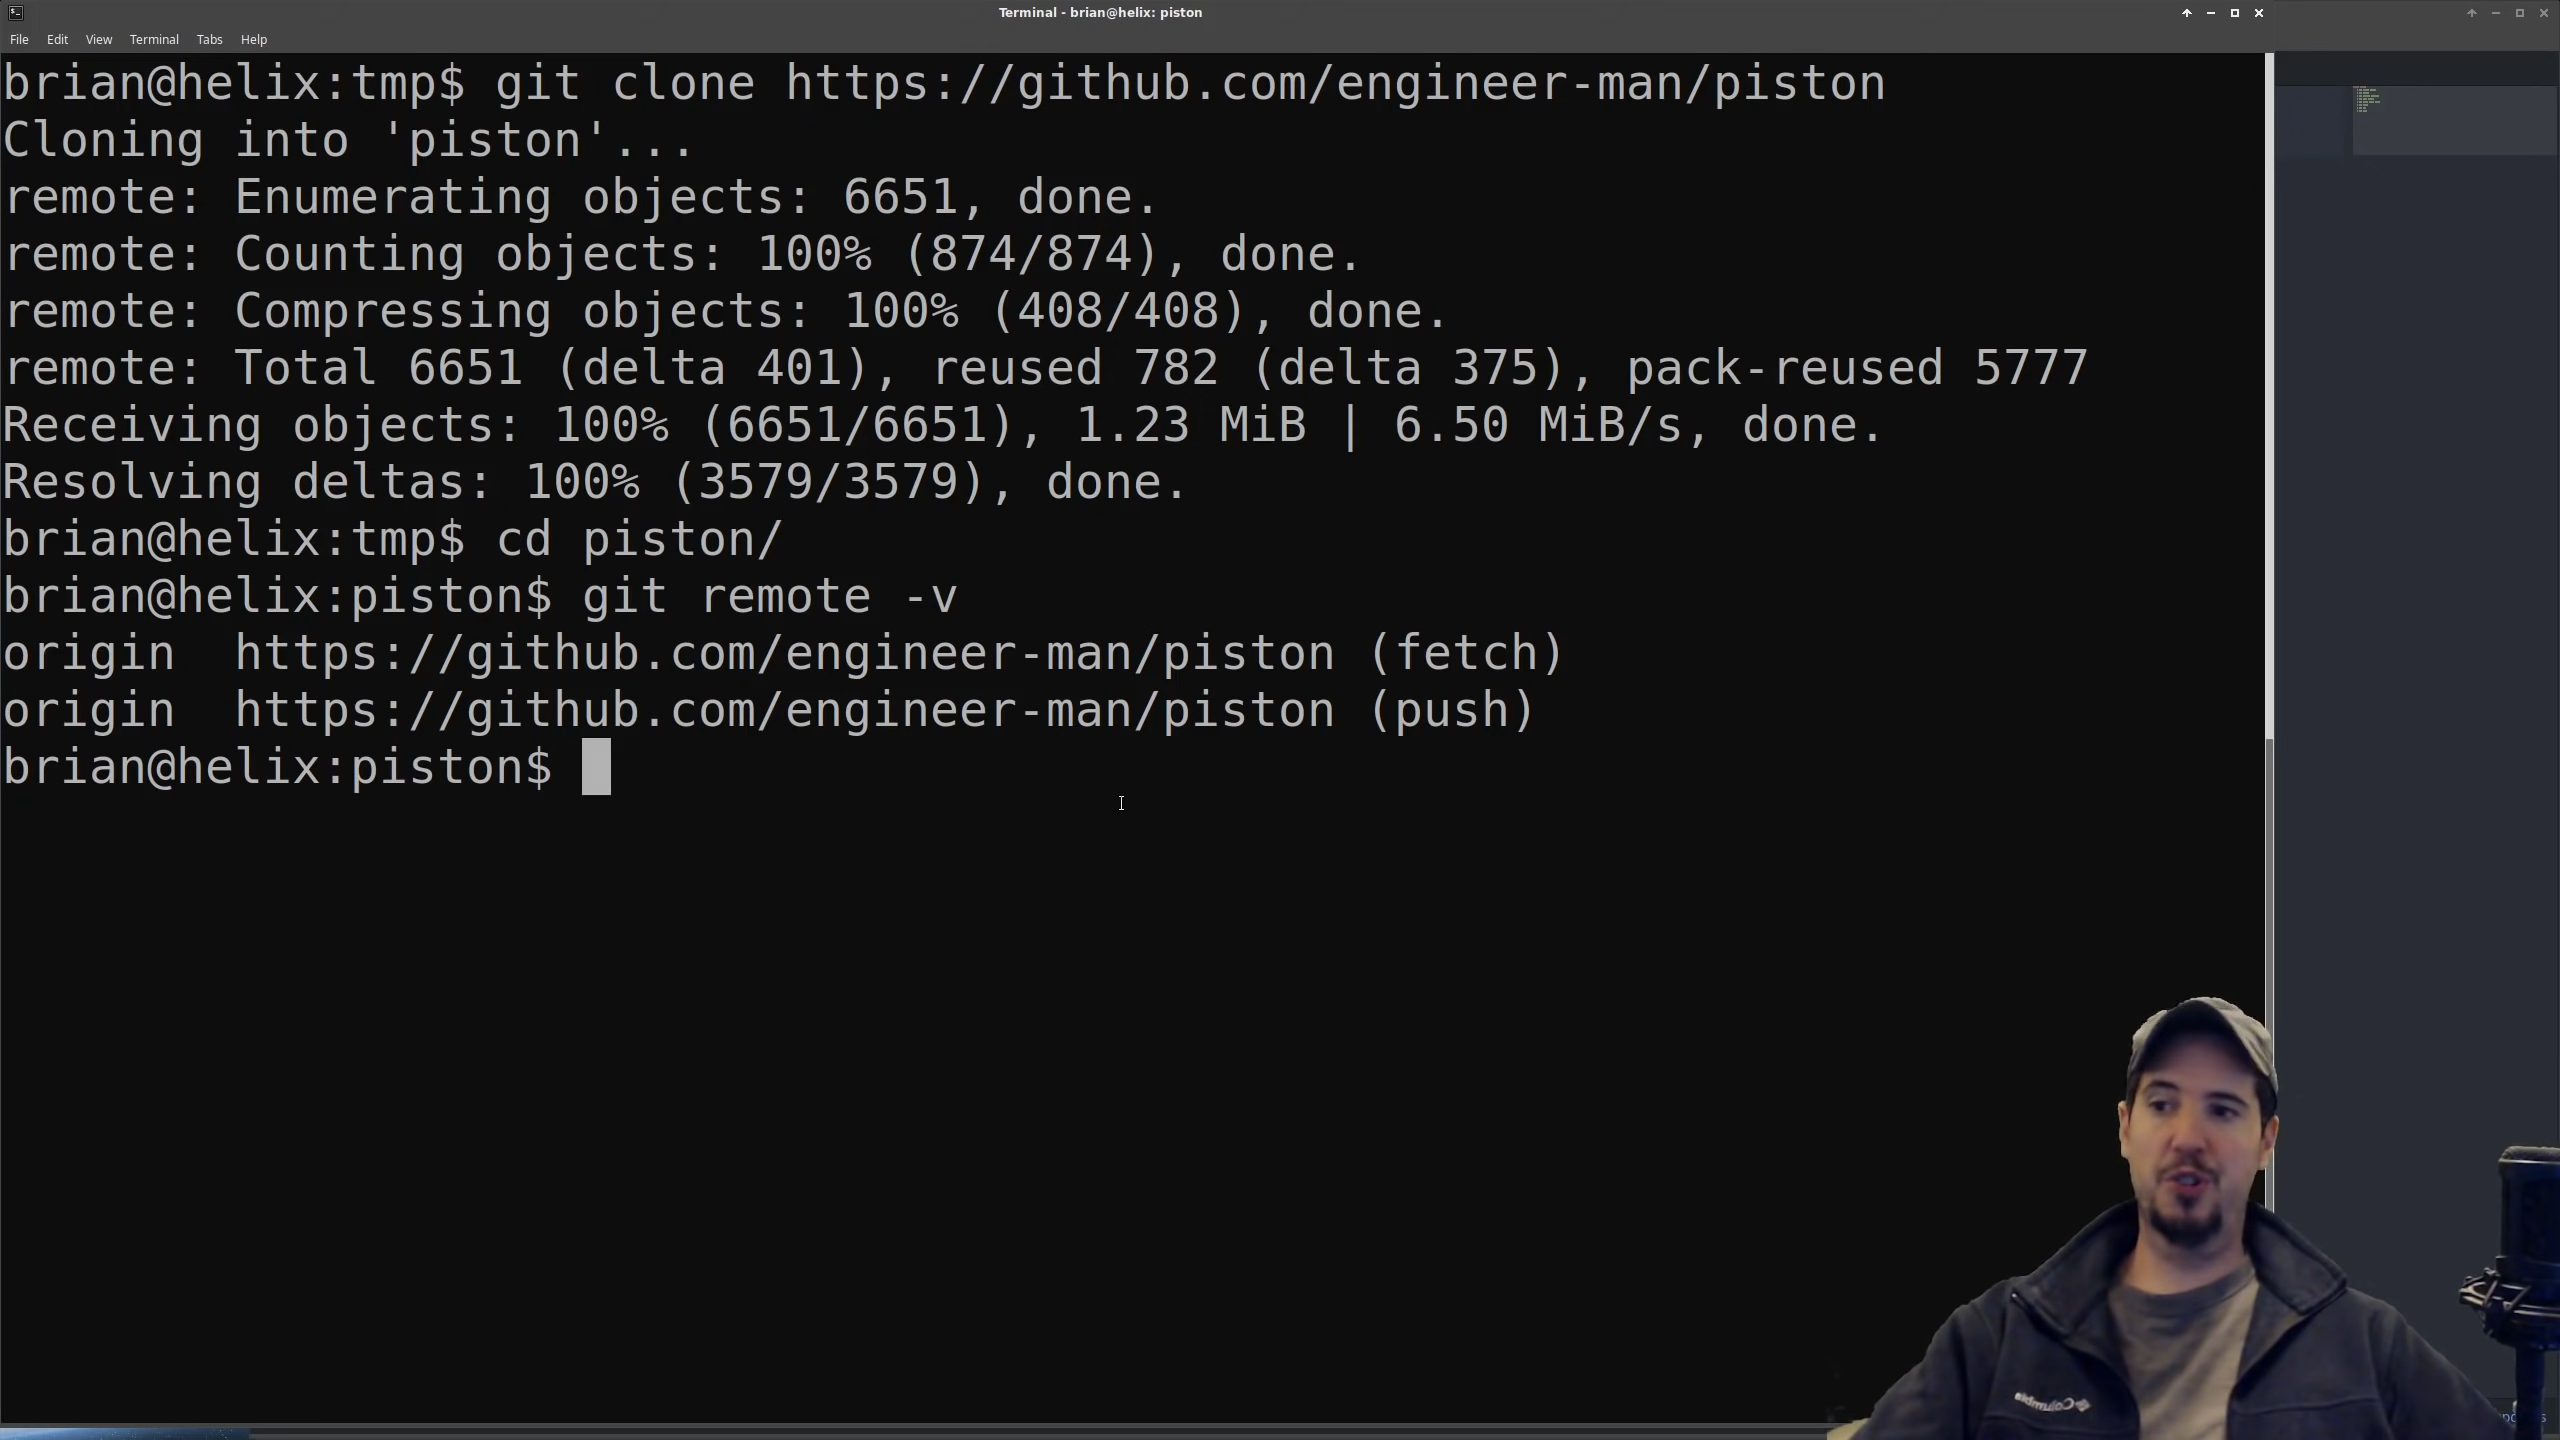 Terminal - brian@helix: piston
File Edit View Terminal Tabs Help
brian@helix:tmp$ git clone https://github.com/engineer-man/piston
Cloning into 'piston'...
remote: Enumerating objects: 6651, done.
remote: Counting objects: 100% (874/874), done.
remote: Compressing objects: 100% (408/408), done.
remote: Total 6651 (delta 401), reused 782 (delta 375), pack-reused 5777
Receiving objects: 100% (6651/6651), 1.23 MiB | 6.50 MiB/s, done.
Resolving deltas: 100% (3579/3579), done.
brian@helix:tmp$ cd piston/
brian@helix:piston$ git remote -v
origin  https://github.com/engineer-man/piston (fetch)
origin  https://github.com/engineer-man/piston (push)
brian@helix:piston$
Columbia